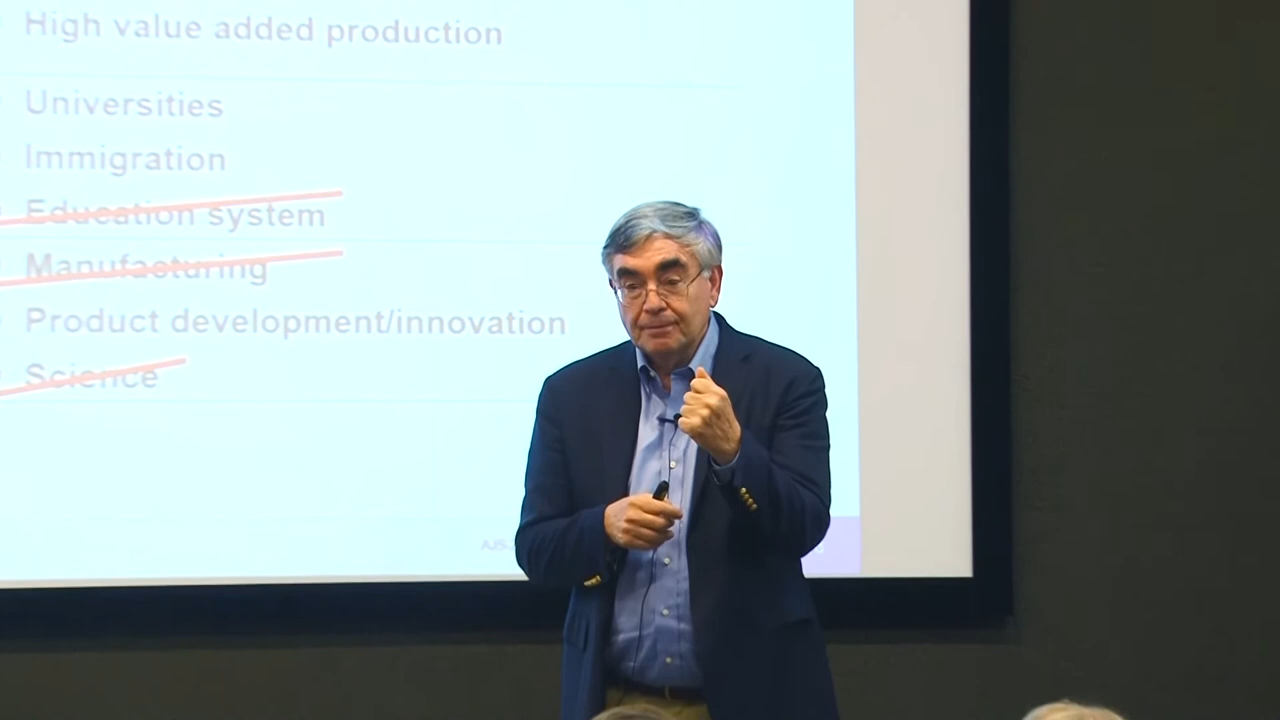 High value added production
Universities
Immigration
Education system
Manufacturing
Product development/innovation
Science